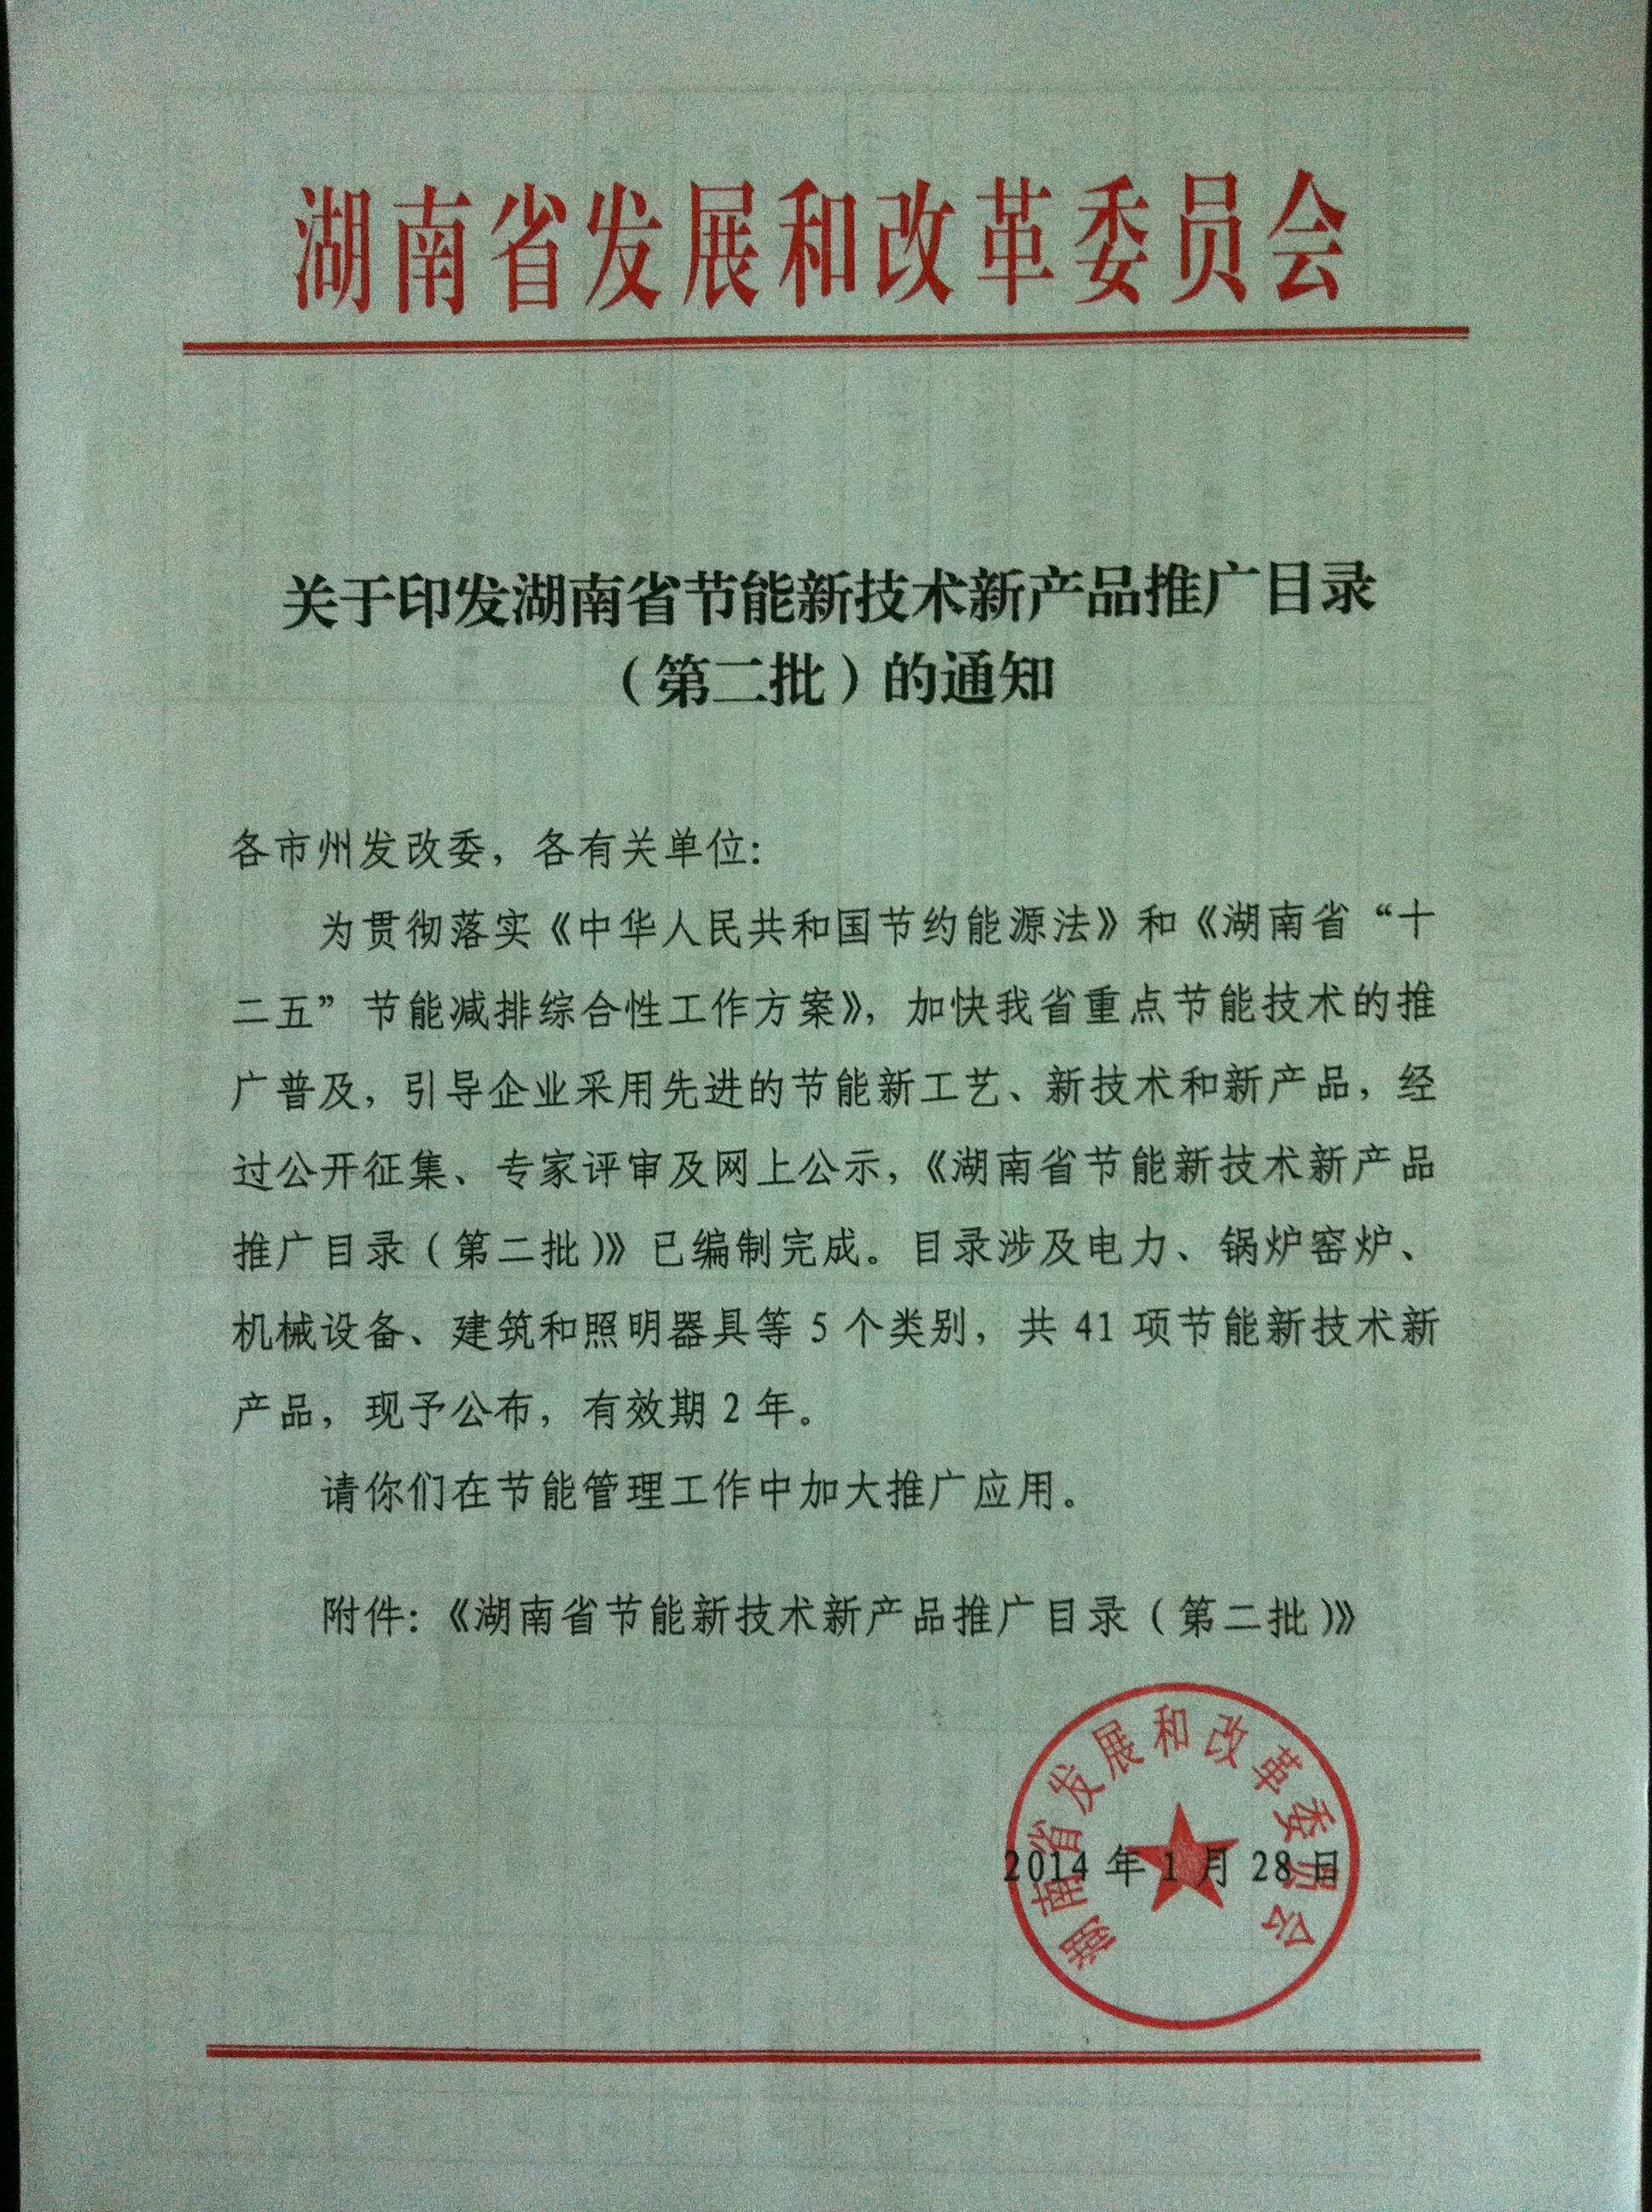 湖南省发展和改革委员会
关于印发湖南省节能新技术新产品推广目录
（第二批）的通知
各市州发改委，各有关单位：
为贯彻落实《中华人民共和国节约能源法》和《湖南省“十
二五”节能减排综合性工作方案》，加快我省重点节能技术的推
广普及，引导企业采用先进的节能新工艺、新技术和新产品，经
过公开征集、专家评审及网上公示，《湖南省节能新技术新产品
推广目录（第二批）》已编制完成。目录涉及电力、锅炉窑炉、
机械设备、建筑和照明器具等5个类别，共41项节能新技术新
产品，现予公布，有效期2年。
请你们在节能管理工作中加大推广应用。
附件：《湖南省节能新技术新产品推广目录（第二批）》
湖南省发展和改革委员会
2014年1月28日